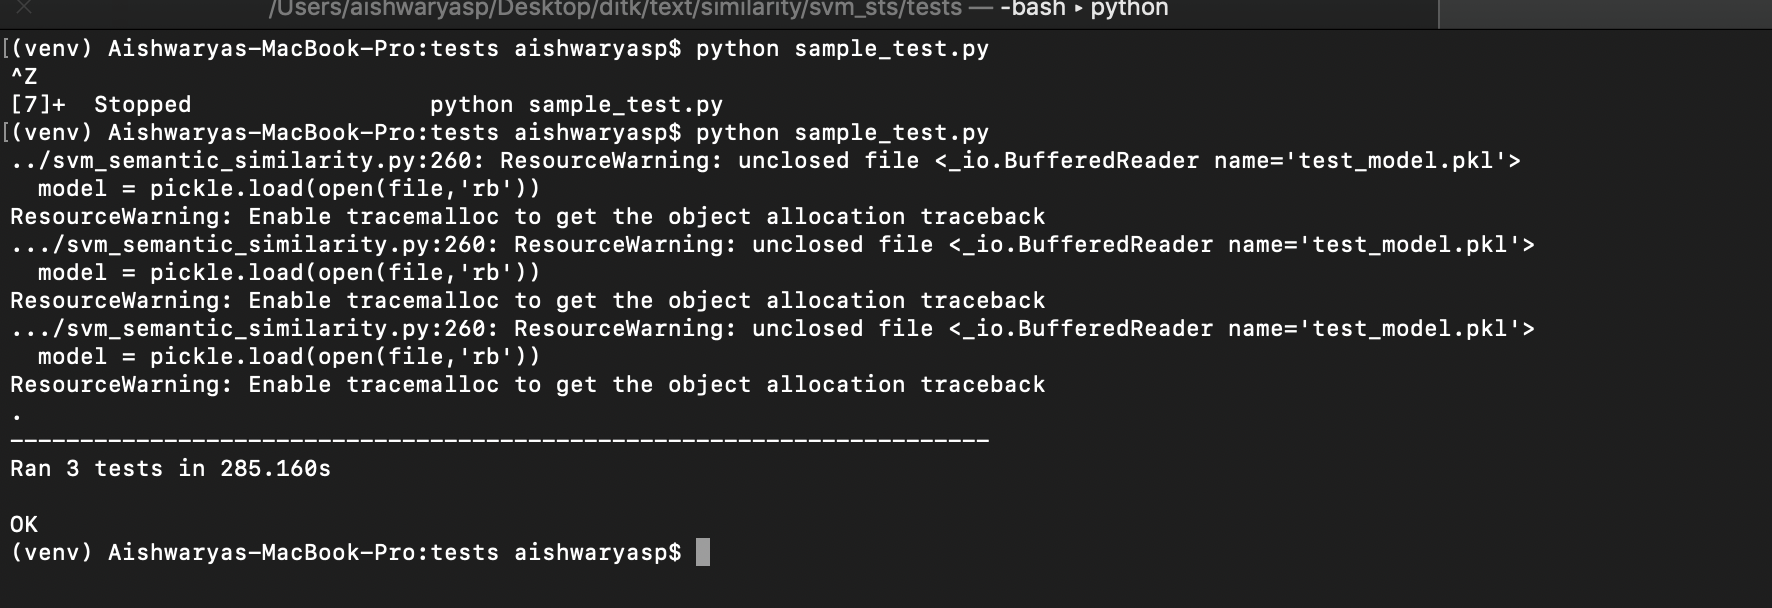 /Users/aishwaryasp/Desktop/ditk/text/similarity/svm_sts/tests — -bash ▸ python
[(venv) Aishwaryas-MacBook-Pro:tests aishwaryasp$ python sample_test.py
^Z
[7]+  Stopped                 python sample_test.py
[(venv) Aishwaryas-MacBook-Pro:tests aishwaryasp$ python sample_test.py
../svm_semantic_similarity.py:260: ResourceWarning: unclosed file <_io.BufferedReader name='test_model.pkl'>
  model = pickle.load(open(file,'rb'))
ResourceWarning: Enable tracemalloc to get the object allocation traceback
.../svm_semantic_similarity.py:260: ResourceWarning: unclosed file <_io.BufferedReader name='test_model.pkl'>
  model = pickle.load(open(file,'rb'))
ResourceWarning: Enable tracemalloc to get the object allocation traceback
.../svm_semantic_similarity.py:260: ResourceWarning: unclosed file <_io.BufferedReader name='test_model.pkl'>
  model = pickle.load(open(file,'rb'))
ResourceWarning: Enable tracemalloc to get the object allocation traceback
.
----------------------------------------------------------------------
Ran 3 tests in 285.160s

OK
(venv) Aishwaryas-MacBook-Pro:tests aishwaryasp$